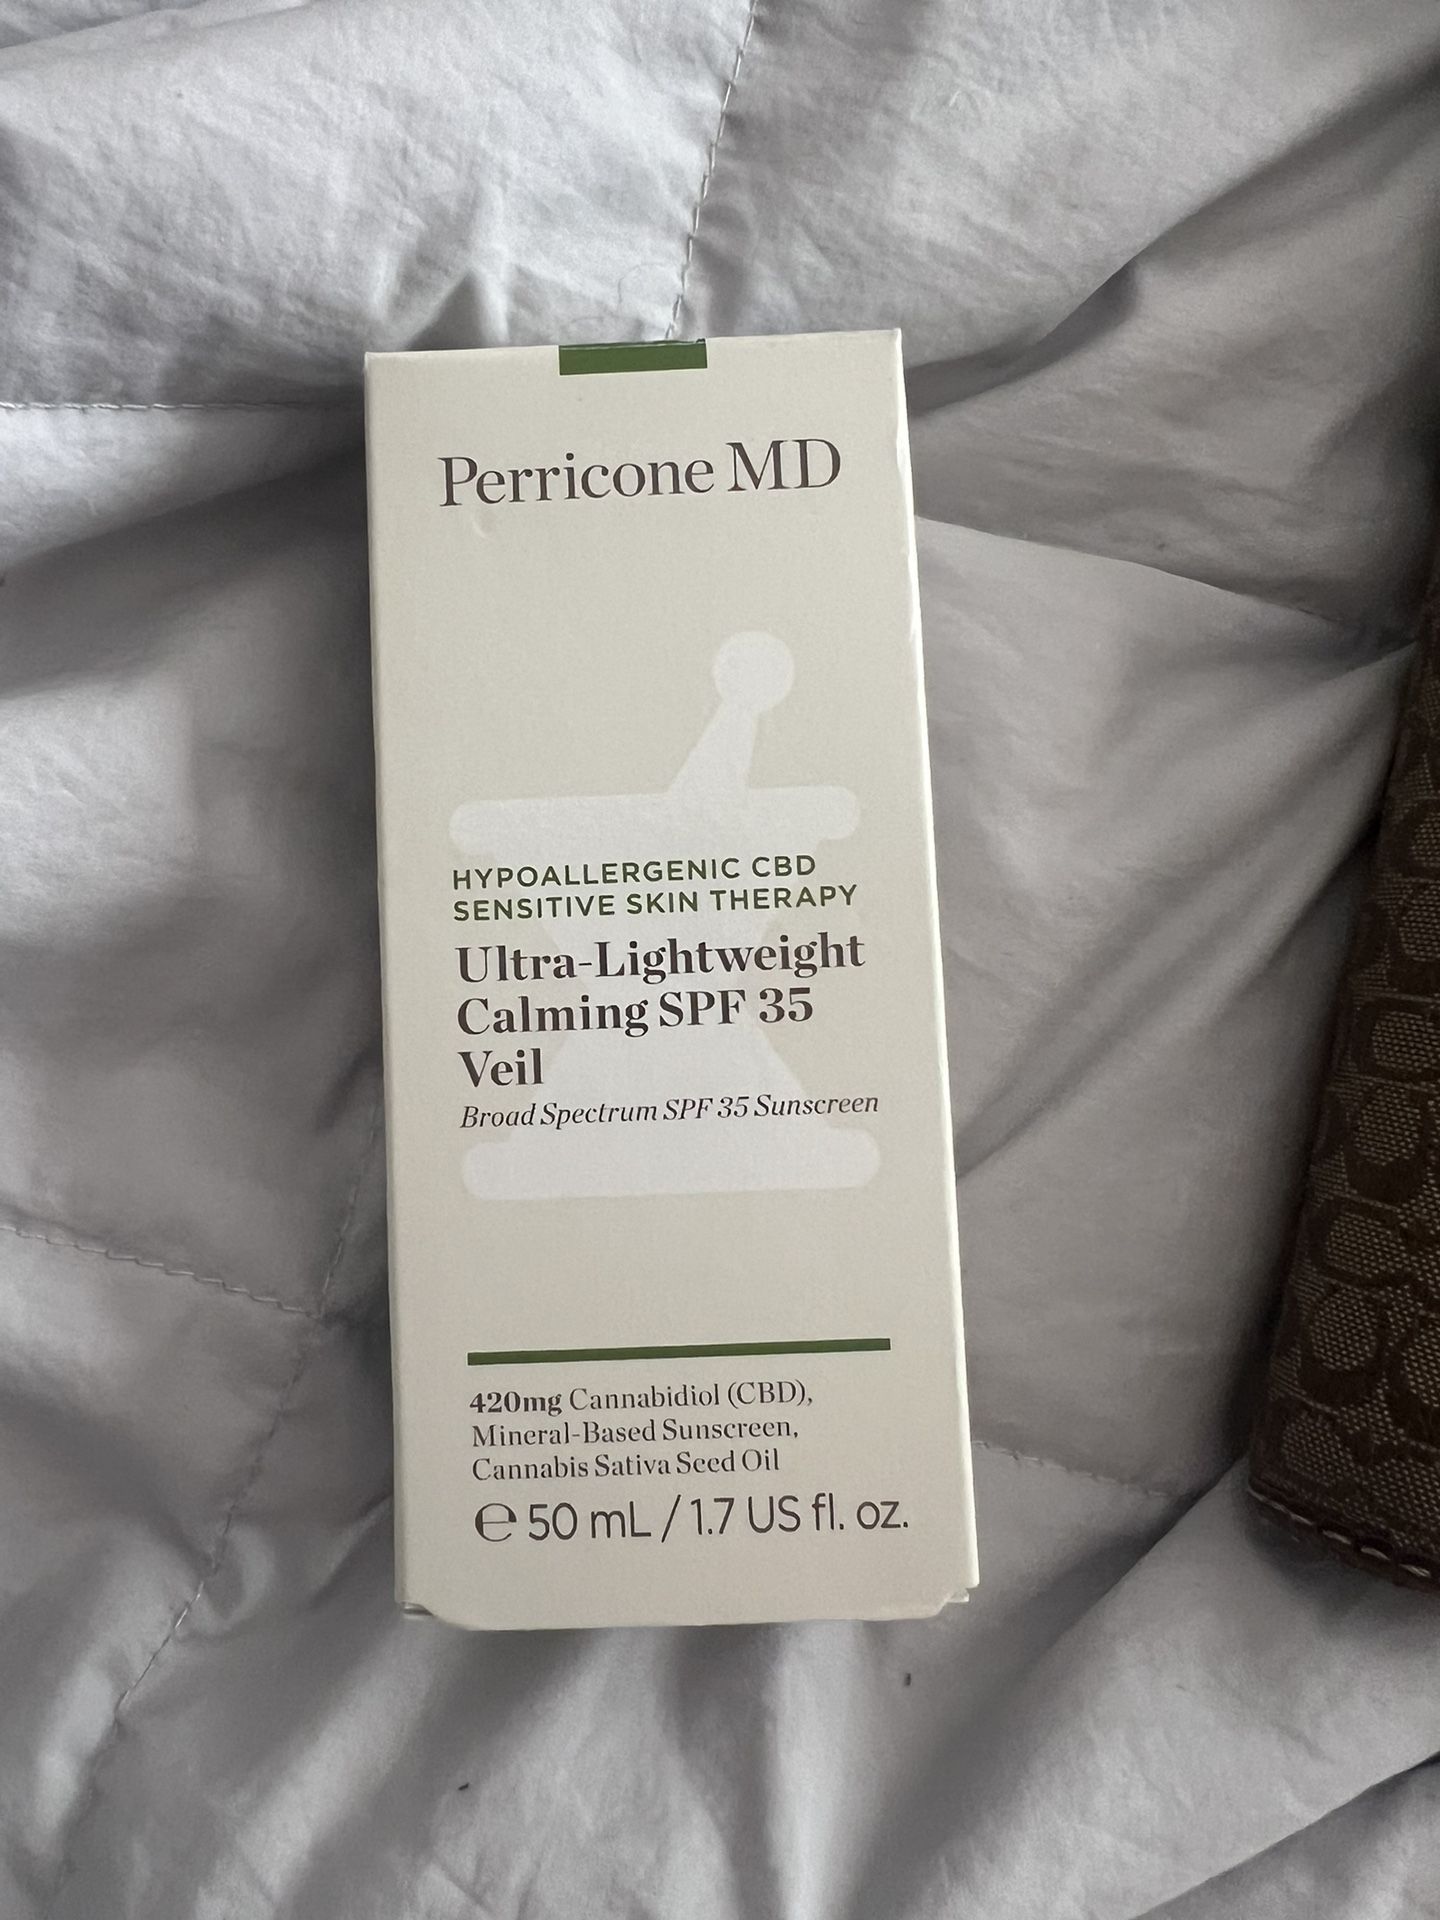 Perricone MD
HYPOALLERGENIC CBD
SENSITIVE SKIN THERAPY
Ultra-Lightweight
Calming SPF 35
Veil
Broad Spectrum SPF 35 Sunscreen
420mg Cannabidiol (CBD),
Mineral-Based Sunscreen,
Cannabis Sativa Seed Oil
℮ 50 mL / 1.7 US fl. oz.